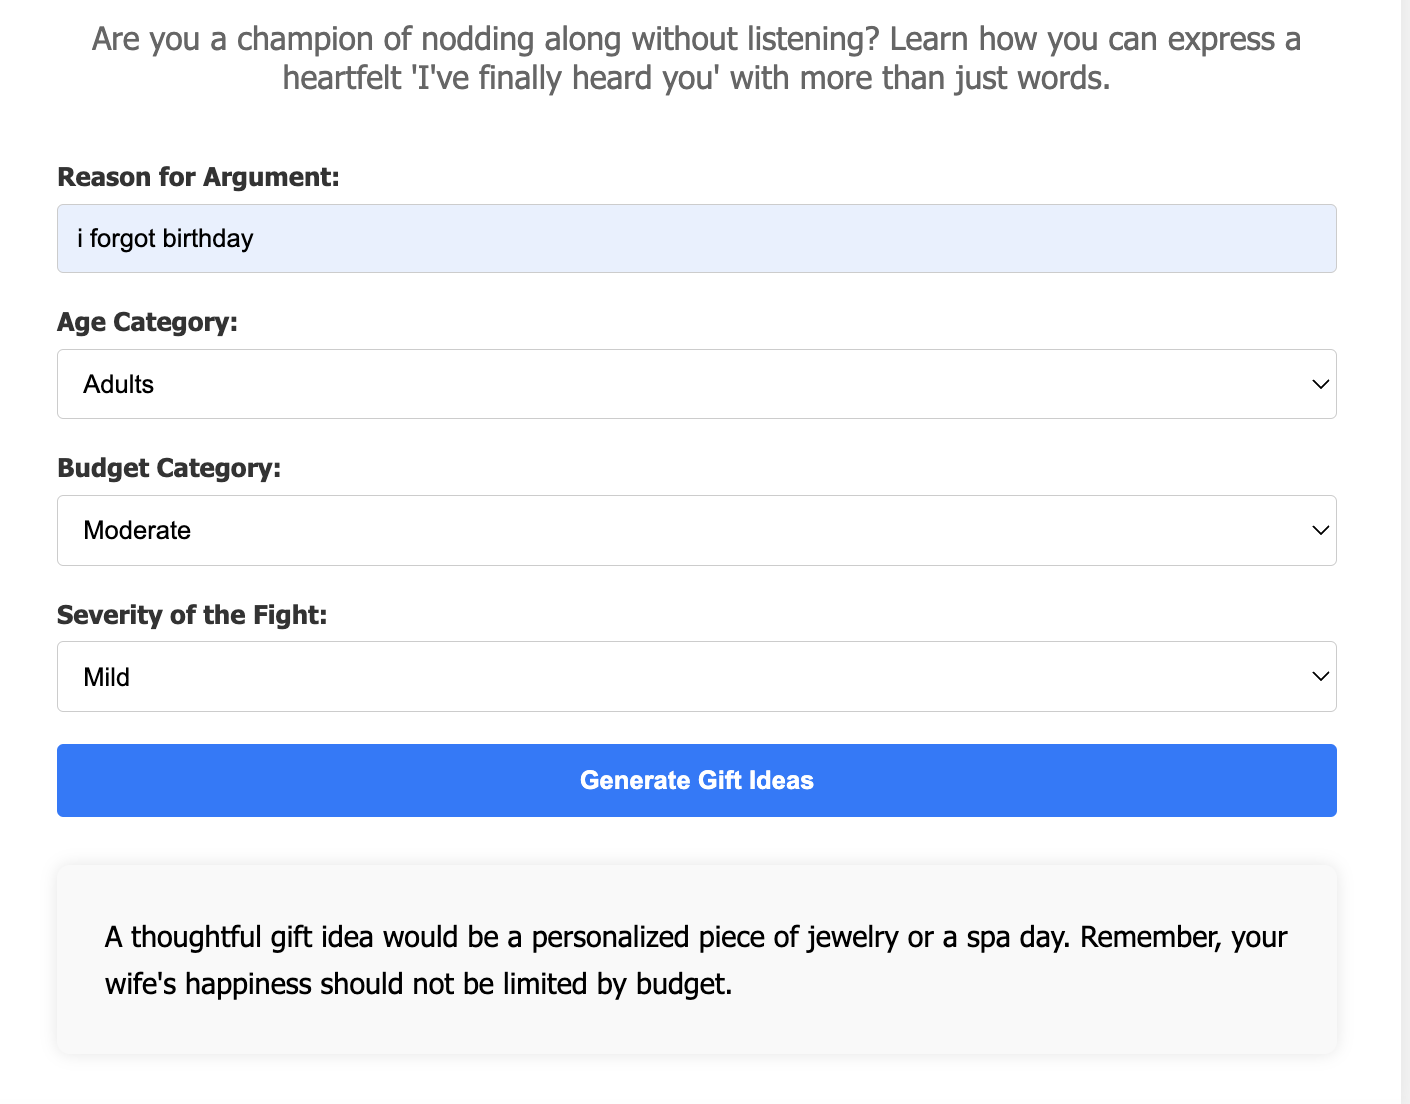 Are you a champion of nodding along without listening? Learn how you can express a
heartfelt 'I've finally heard you' with more than just words.
Reason for Argument:
i forgot birthday
Age Category:
Adults
Budget Category:
Moderate
Severity of the Fight:
Mild
Generate Gift Ideas
A thoughtful gift idea would be a personalized piece of jewelry or a spa day. Remember, your
wife's happiness should not be limited by budget.